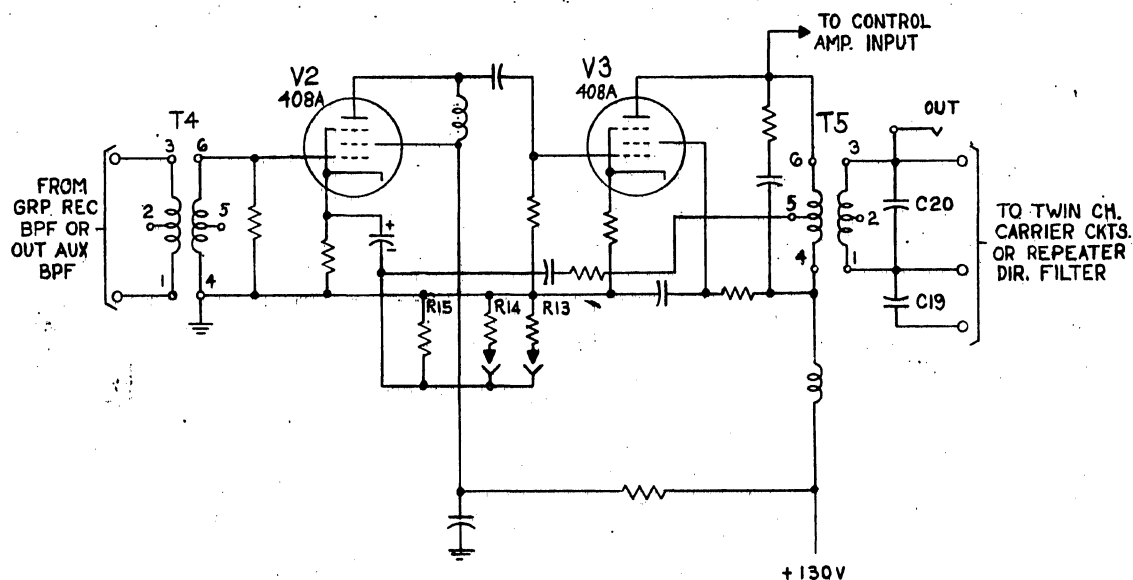 TO CONTROL
AMP. INPUT
V2
408A
V3
408A
T4
T5
OUT
3
6
2
5
1
4
6
5
4
3
2
1
FROM
GRP REC
BPF OR
OUT AUX
BPF
+
-
C20
C19
TO TWIN CH.
CARRIER CKTS.
OR REPEATER
DIR. FILTER
R15
R14
R13
+130V